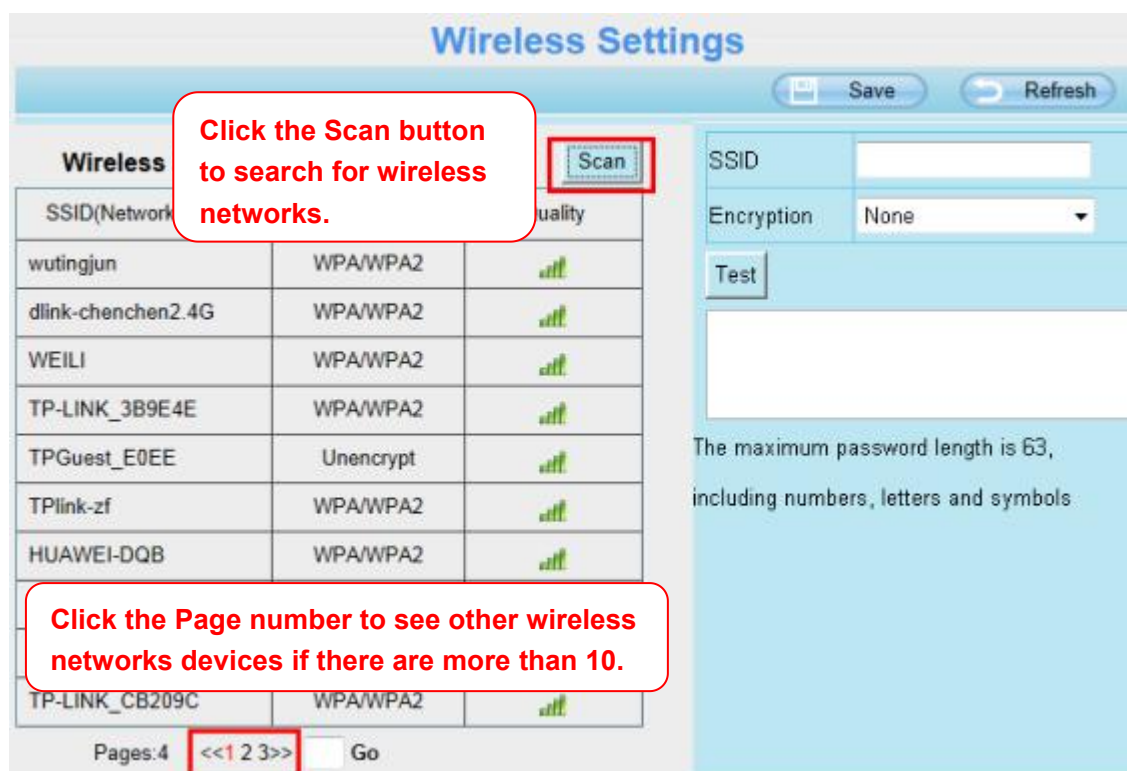 Wireless Settings
Save
Refresh
Click the Scan button
to search for wireless
networks.
Wireless
Scan
SSID(Network
uality
wutingjun WPA/WPA2
dlink-chenchen2.4G WPA/WPA2
WEILI WPA/WPA2
TP-LINK_3B9E4E WPA/WPA2
TPGuest_E0EE Unencrypt
TPlink-zf WPA/WPA2
HUAWEI-DQB WPA/WPA2
Click the Page number to see other wireless
networks devices if there are more than 10.
TP-LINK_CB209C WPA/WPA2
Pages:4 <<1 2 3>> Go
SSID
Encryption None
Test
The maximum password length is 63,
including numbers, letters and symbols